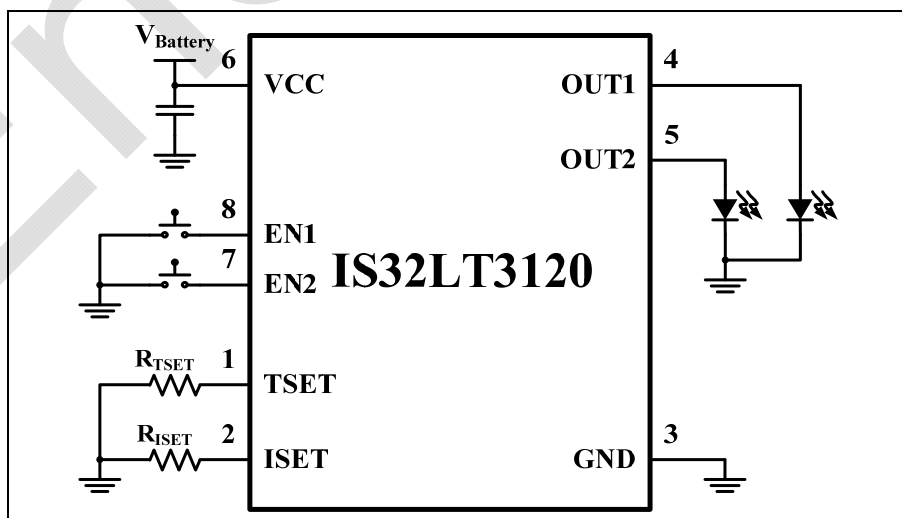 VBattery
6
VCC
OUT1
4
OUT2
5
8
EN1
7
EN2
IS32LT3120
RTSET
1
TSET
RISET
2
ISET
GND
3